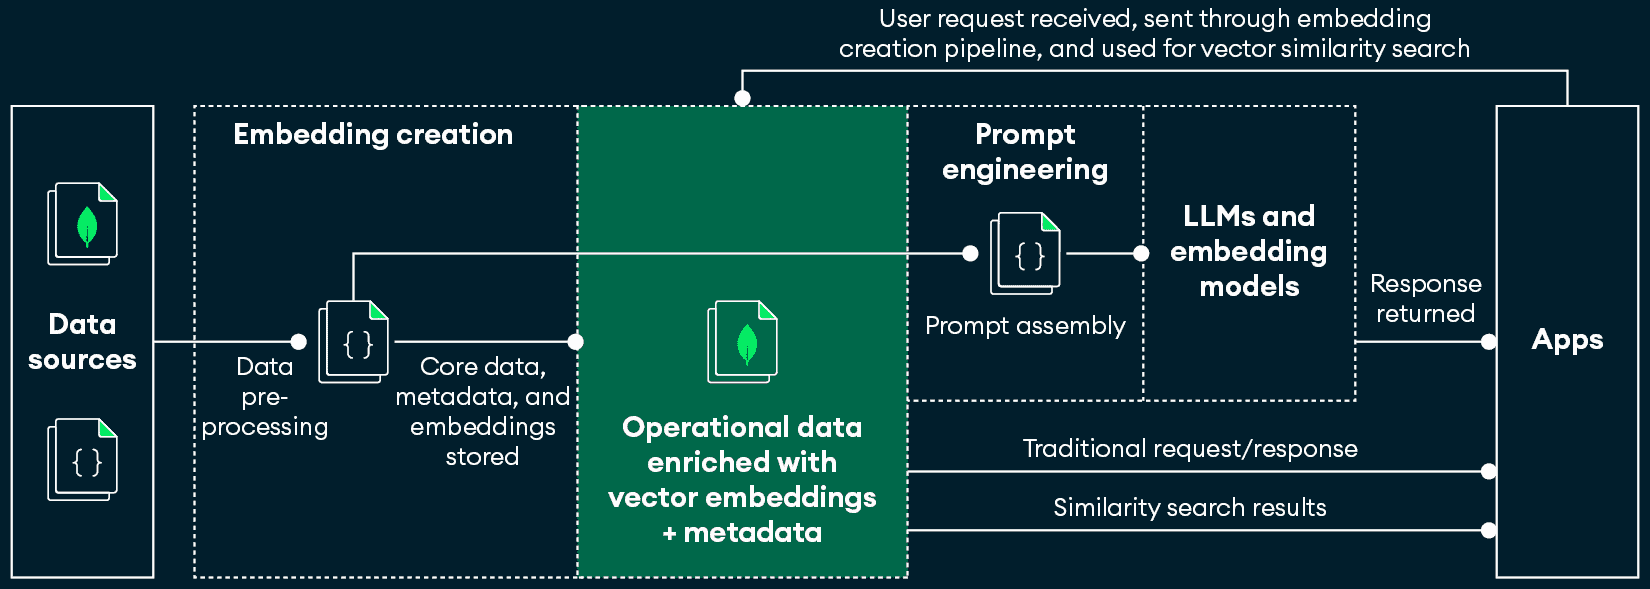 User request received, sent through embedding
creation pipeline, and used for vector similarity search
Data
sources
Embedding creation
Data
pre-
processing
{ }
{ }
Core data,
metadata, and
embeddings
stored
Operational data
enriched with
vector embeddings
+ metadata
Prompt
engineering
{ }
Prompt assembly
LLMs and
embedding
models
Response
returned
Traditional request/response
Similarity search results
Apps